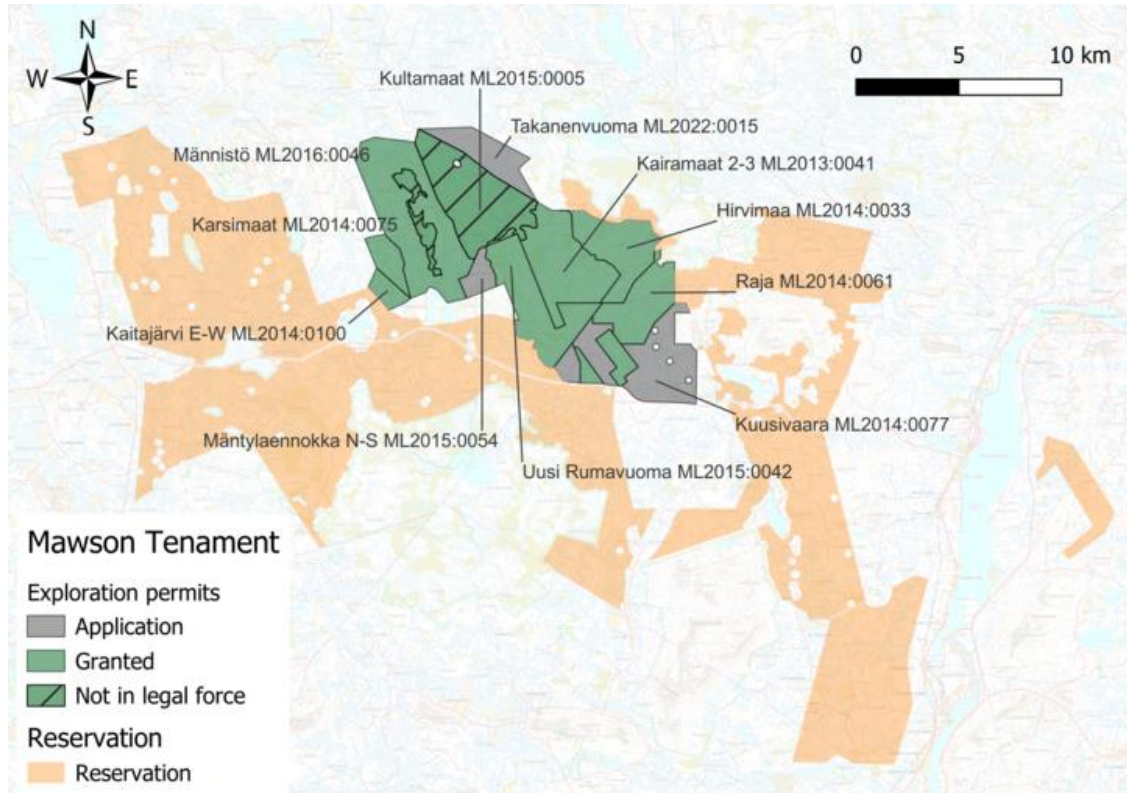 N
W E
S
0 5 10 km
Kultamaat ML2015:0005
Takanenvuoma ML2022:0015
Männistö ML2016:0046
Kairamaat 2-3 ML2013:0041
Hirvimaa ML2014:0033
Karsimaat ML2014:0075
Raja ML2014:0061
Kaitajärvi E-W ML2014:0100
Kuusivaara ML2014:0077
Mäntylaennokka N-S ML2015:0054
Uusi Rumavuoma ML2015:0042
Mawson Tenament
Exploration permits
Application
Granted
Not in legal force
Reservation
Reservation